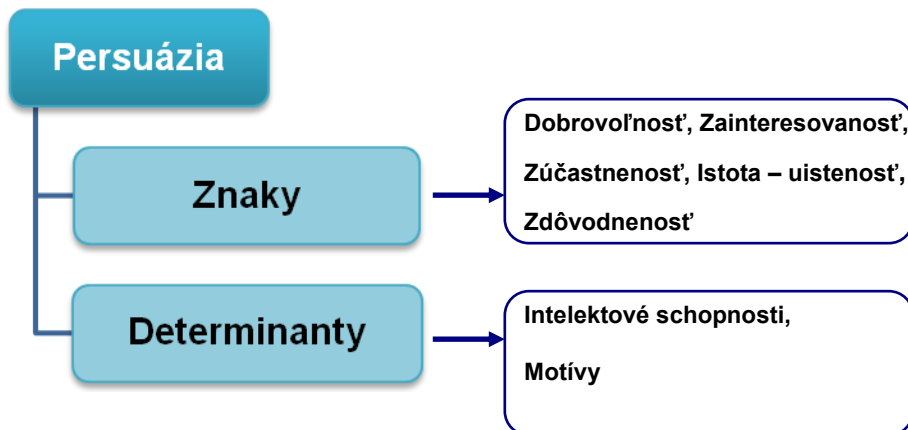 Persuázia
Znaky
Dobrovoľnosť, Zainteresovanosť,
Zúčastnenosť, Istota – uistenosť,
Zdôvodnenosť
Determinanty
Intelektové schopnosti,
Motívy